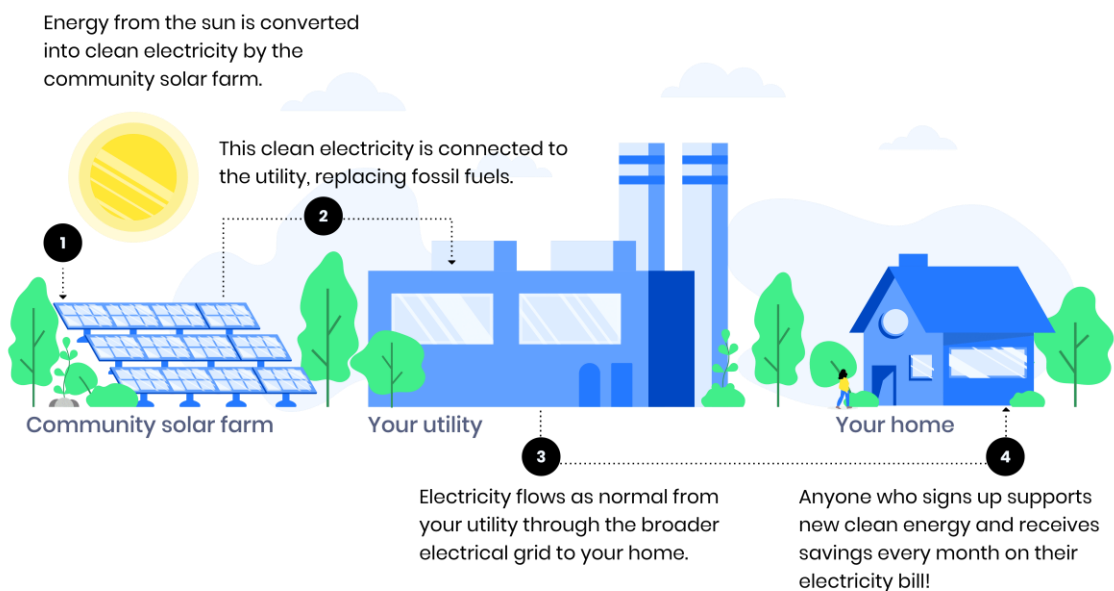 Energy from the sun is converted
into clean electricity by the
community solar farm.
This clean electricity is connected to
the utility, replacing fossil fuels.
2
1
Community solar farm
Your utility
Your home
3
4
Electricity flows as normal from
your utility through the broader
electrical grid to your home.
Anyone who signs up supports
new clean energy and receives
savings every month on their
electricity bill!